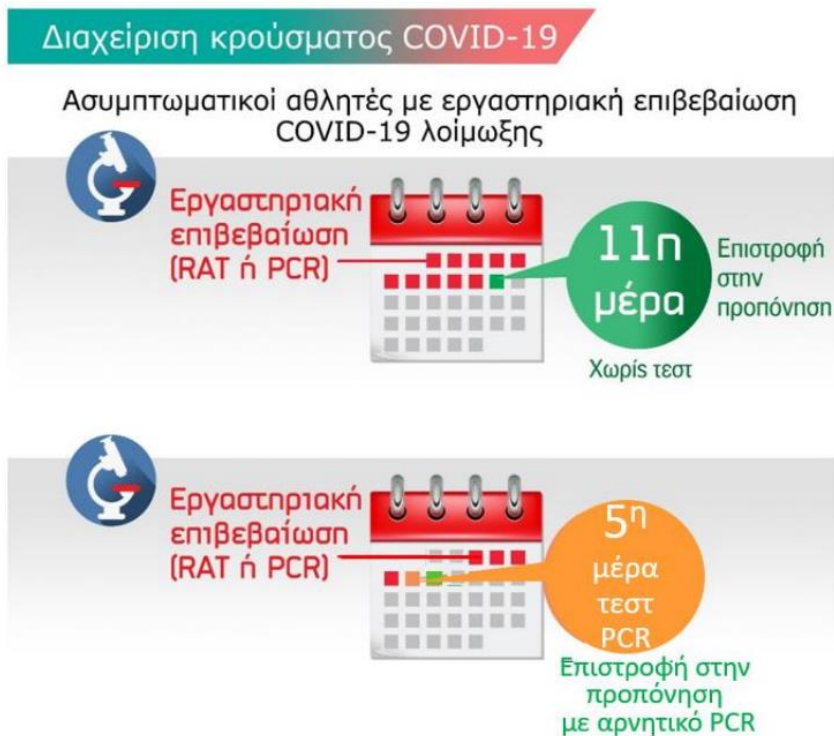 Διαχείριση κρούσματος COVID-19
Ασυμπτωματικοί αθλητές με εργαστηριακή επιβεβαίωση
COVID-19 λοίμωξης
Εργαστηριακή
επιβεβαίωση
(RAT ή PCR)
11η
μέρα
Επιστροφή
στην
προπόνηση
Χωρίς τεστ
Εργαστηριακή
επιβεβαίωση
(RAT ή PCR)
5η
μέρα
τεστ
PCR
Επιστροφή στην
προπόνηση
με αρνητικό PCR